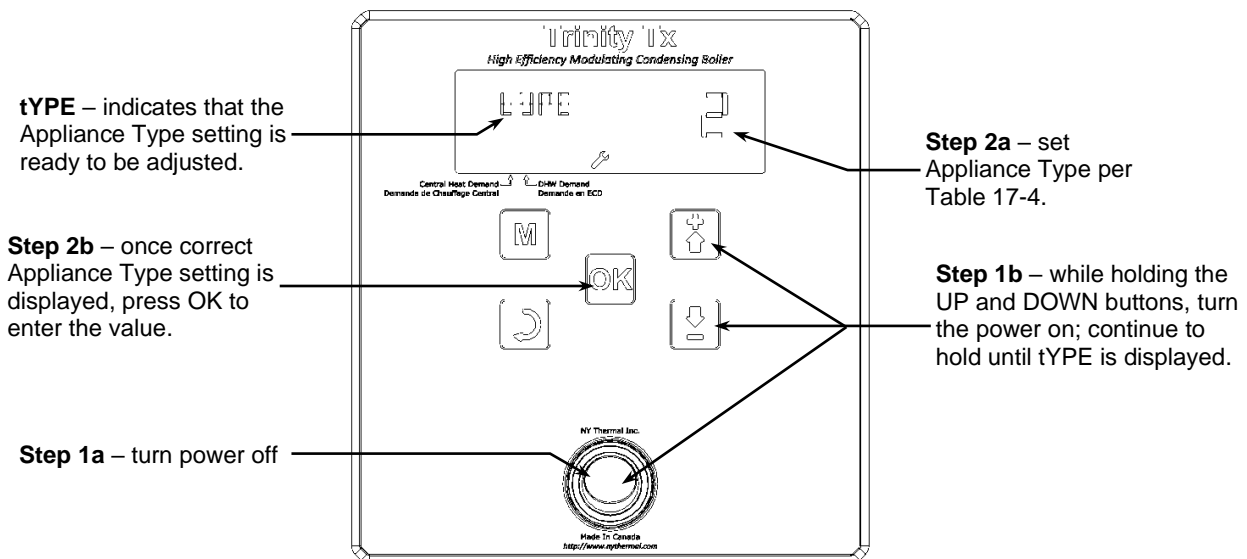 Trinity Tx
High Efficiency Modulating Condensing Boiler
tYPE – indicates that the
Appliance Type setting is
ready to be adjusted.
tYPE 2
Step 2a – set
Appliance Type per
Table 17-4.
Central Heat Demand
Demande de Chauffage Central
DHW Demand
Demande en ECD
Step 2b – once correct
Appliance Type setting is
displayed, press OK to
enter the value.
M
+
OK
-
Step 1b – while holding the
UP and DOWN buttons, turn
the power on; continue to
hold until tYPE is displayed.
Step 1a – turn power off
NY Thermal Inc.
Made In Canada
http://www.nythermal.com